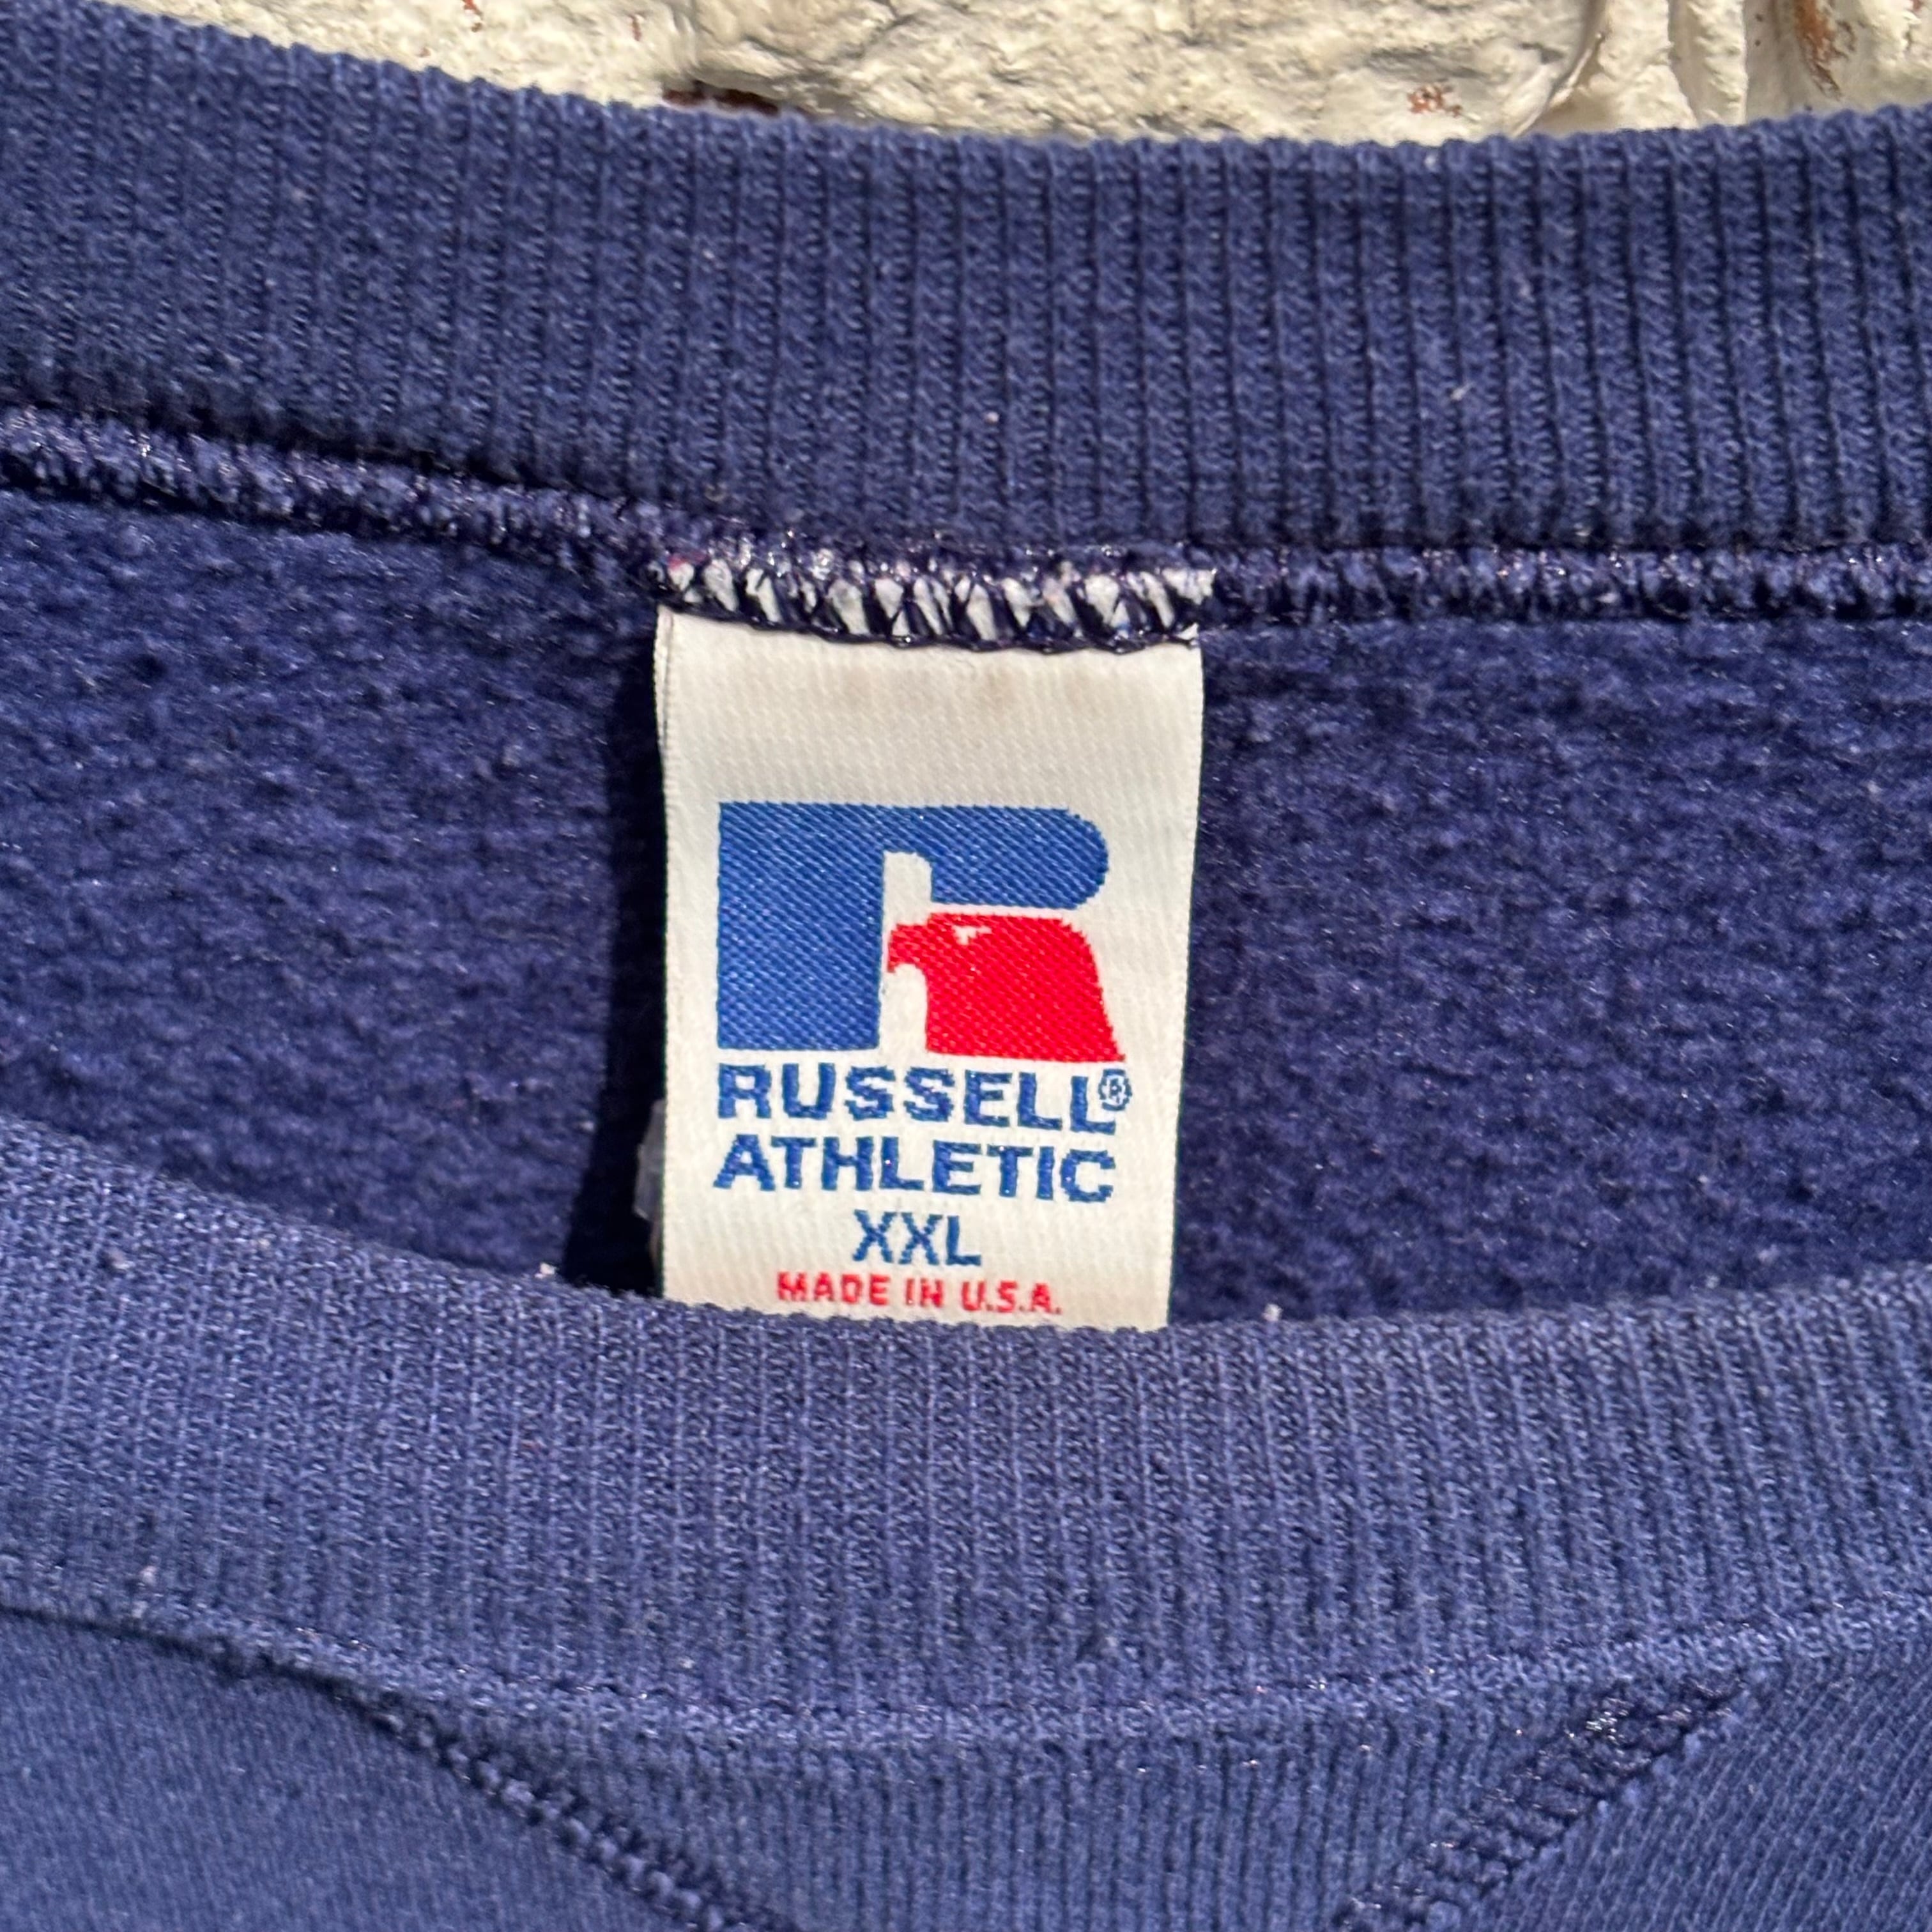 RUSSELL®
ATHLETIC
XXL
MADE IN U.S.A.